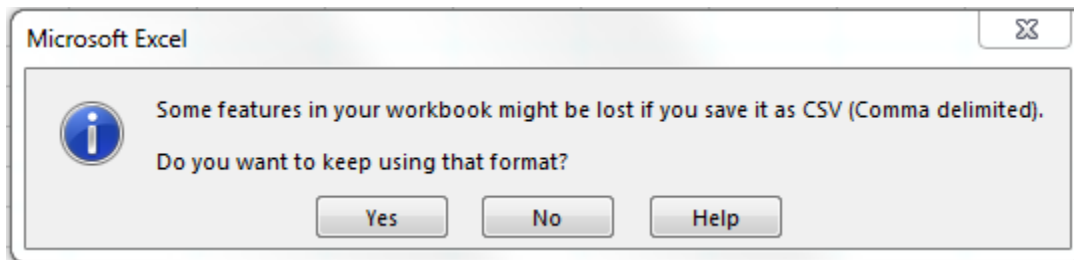 Microsoft Excel
Some features in your workbook might be lost if you save it as CSV (Comma delimited).
Do you want to keep using that format?
Yes No Help